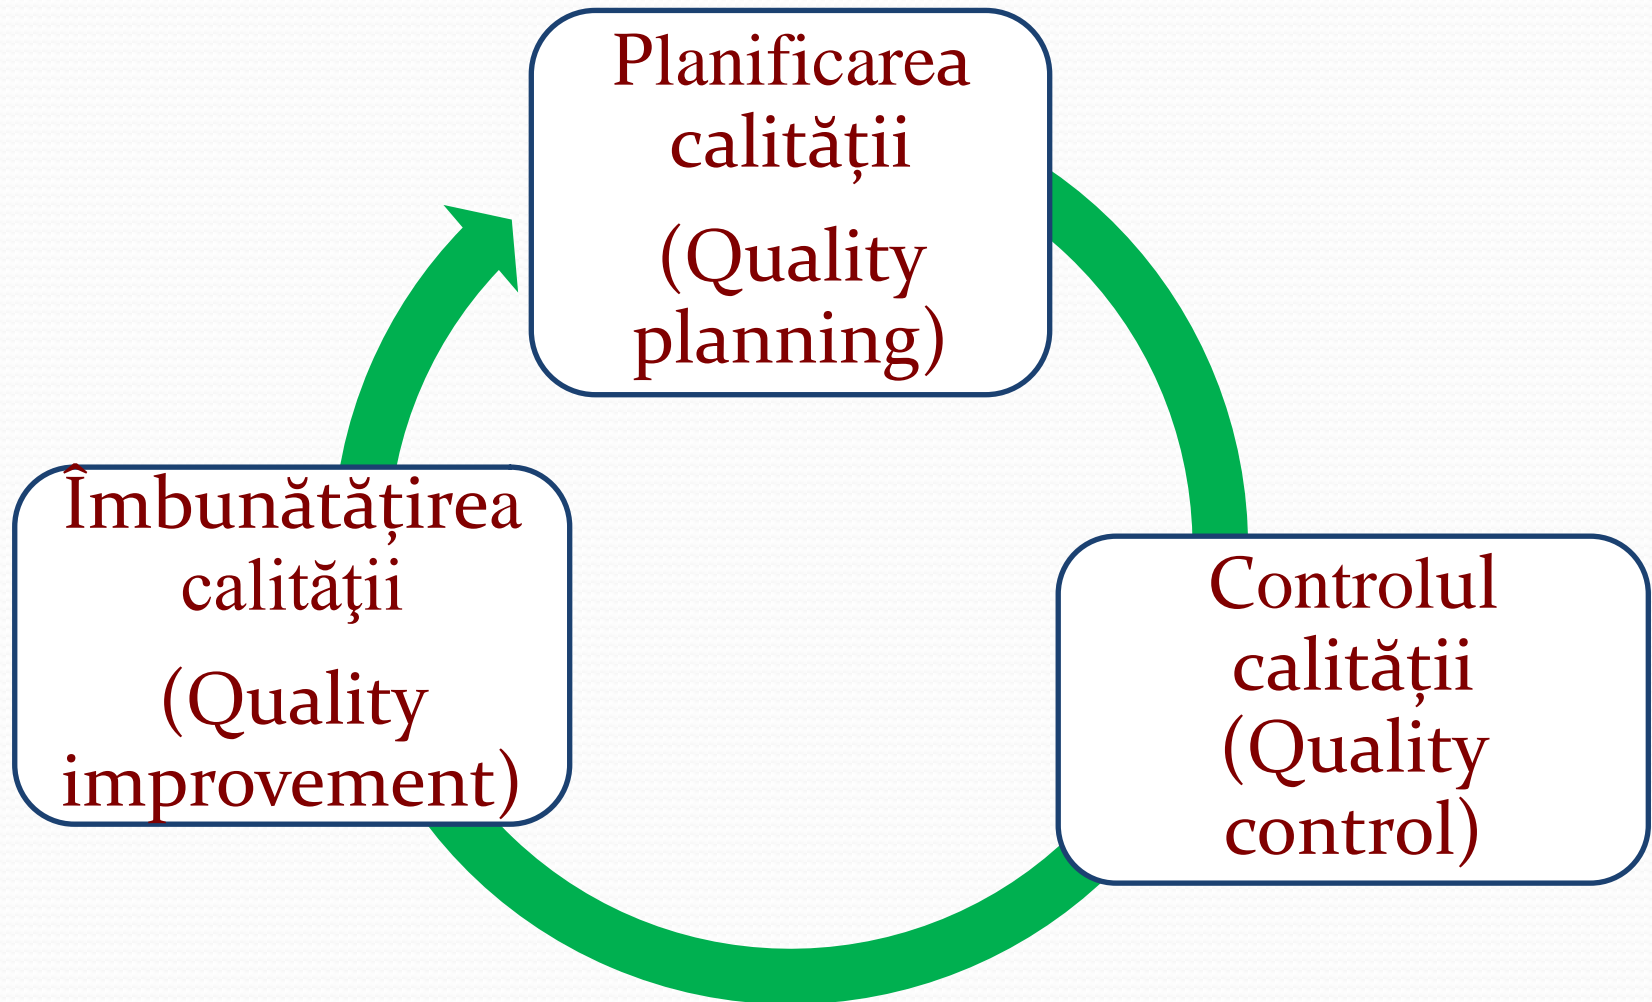 Planificarea
calității
(Quality
planning)
Îmbunătățirea
calităţii
(Quality
improvement)
Controlul
calității
(Quality
control)